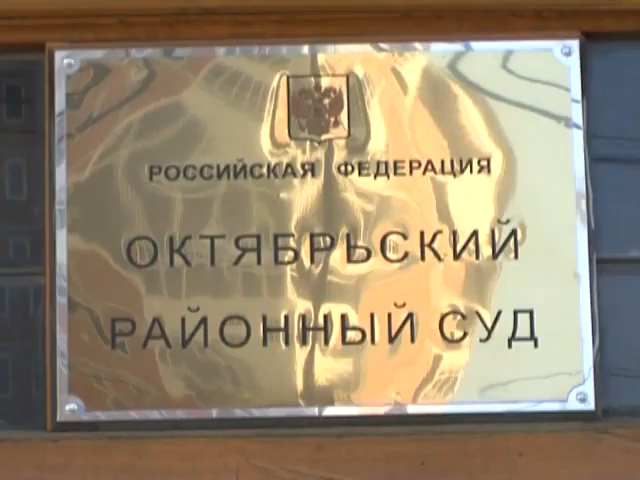 РОССИЙСКАЯ ФЕДЕРАЦИЯ
ОКТЯБРЬСКИЙ
РАЙОННЫЙ СУД